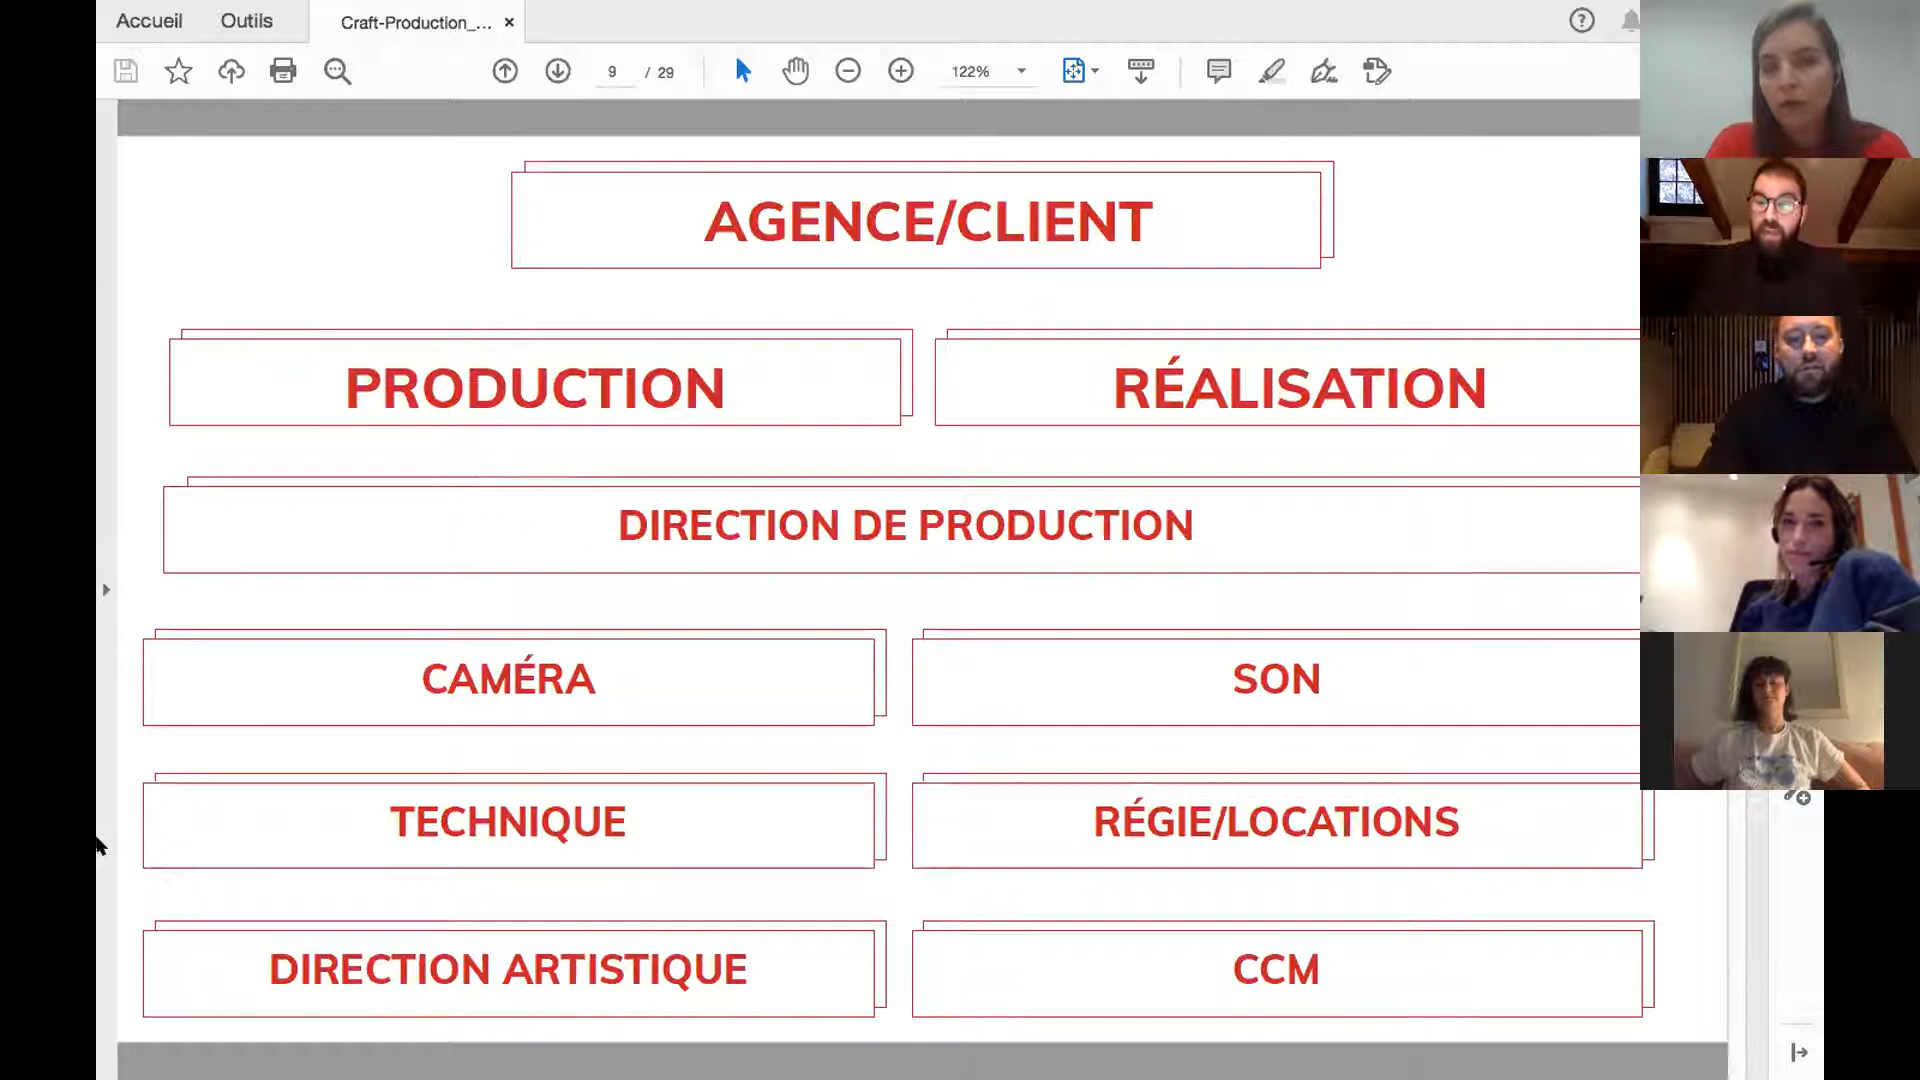 Accueil Outils Craft-Production_... ×
9 / 29 122%
AGENCE/CLIENT
PRODUCTION RÉALISATION
DIRECTION DE PRODUCTION
CAMÉRA SON
TECHNIQUE RÉGIE/LOCATIONS
DIRECTION ARTISTIQUE CCM